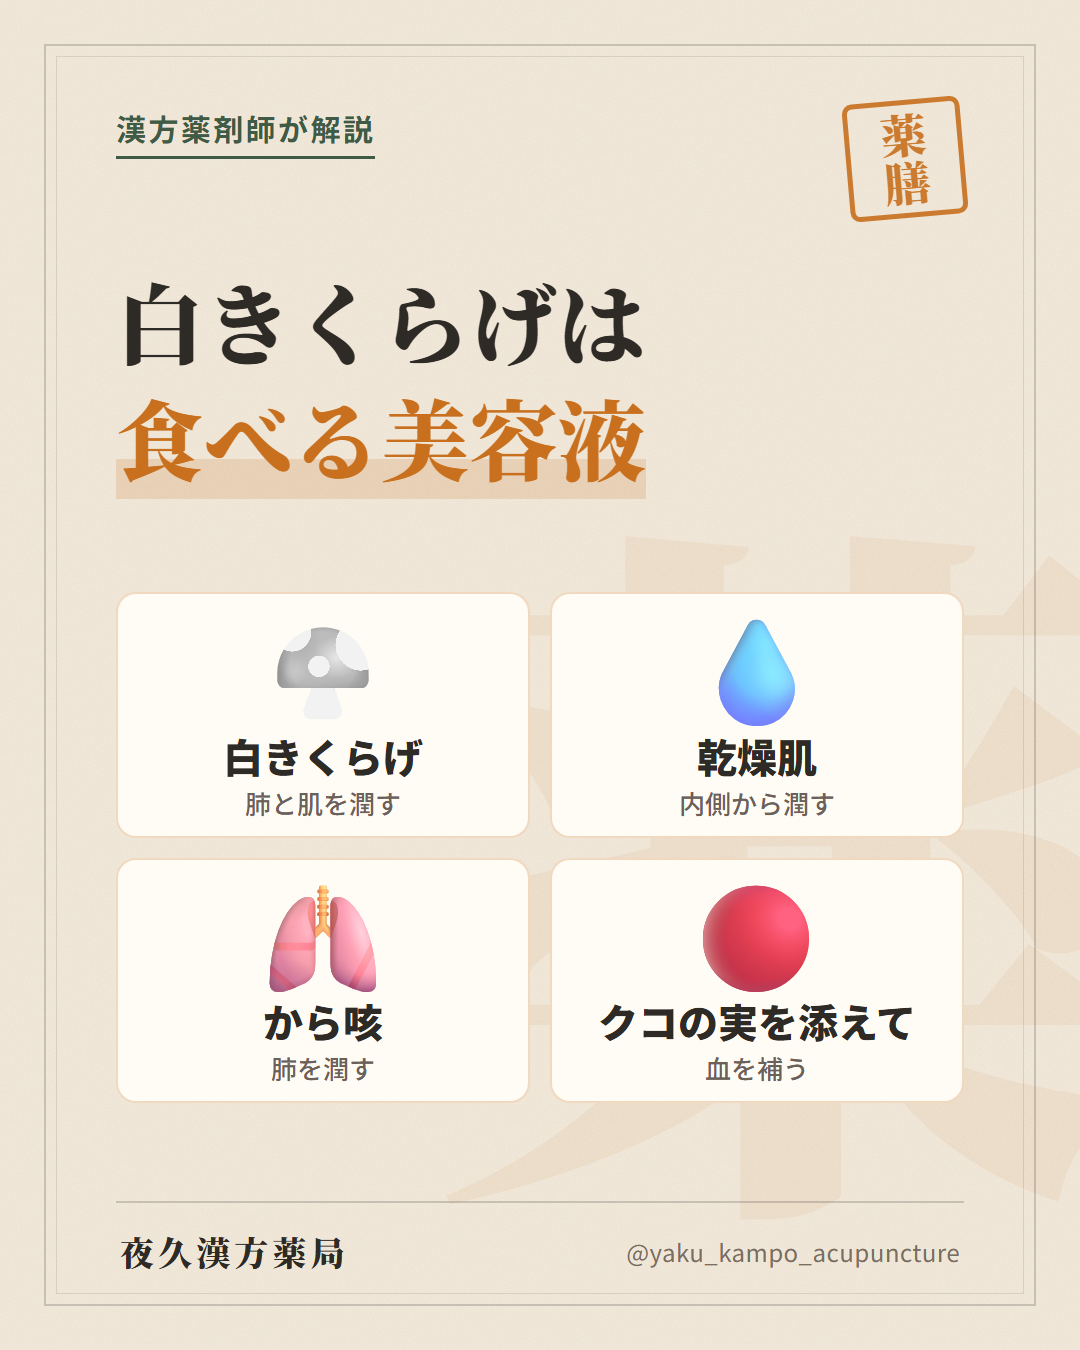 漢方薬剤師が解説
薬膳
白きくらげは
食べる美容液
白きくらげ
肺と肌を潤す
乾燥肌
内側から潤す
から咳
肺を潤す
クコの実を添えて
血を補う
夜久漢方薬局
@yaku_kampo_acupuncture
薬